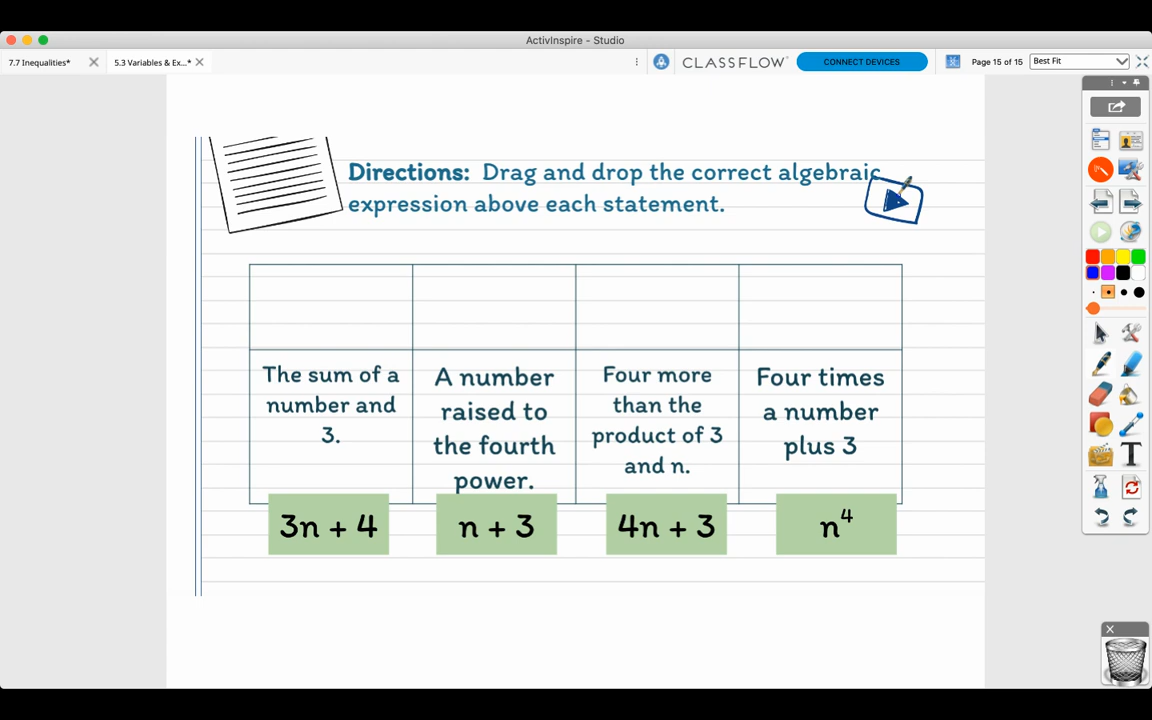 ActivInspire - Studio
7.7 Inequalities*
5.3 Variables & Ex...*
CLASSFLOW
CONNECT DEVICES
Page 15 of 15
Best Fit
Directions: Drag and drop the correct algebraic
expression above each statement.
The sum of a
number and
3.
A number
raised to
the fourth
power.
Four more
than the
product of 3
and n.
Four times
a number
plus 3
3n + 4
n + 3
4n + 3
n⁴